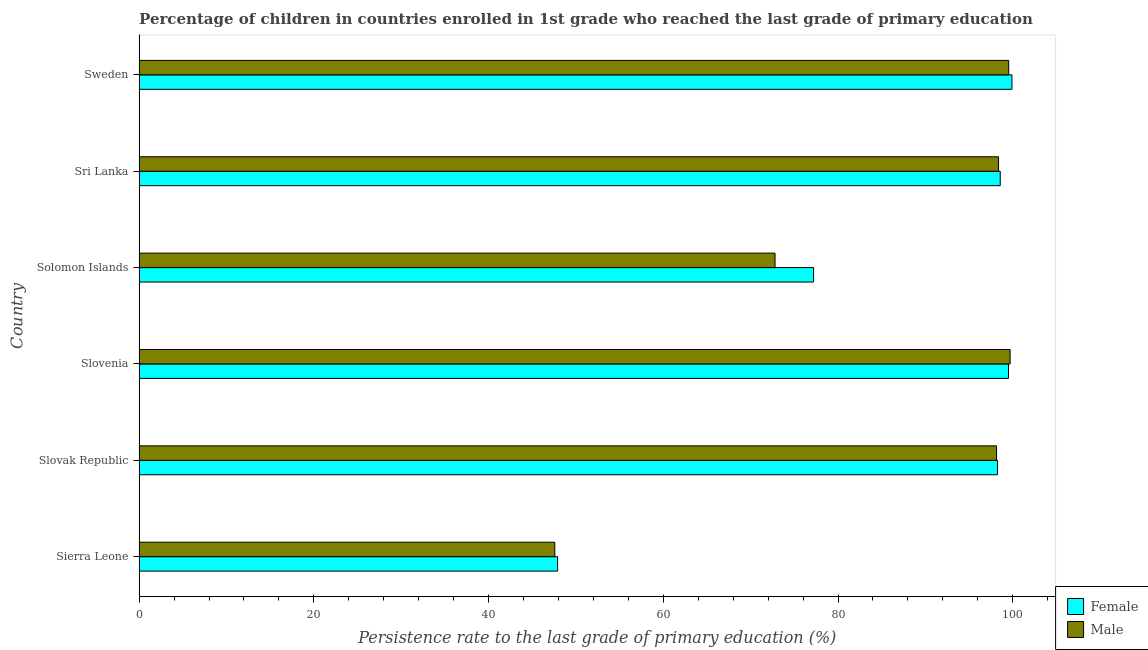 Percentage of children in countries enrolled in 1st grade who reached the last grade of primary education
Sweden
Sri Lanka
Solomon Islands
Slovenia
Slovak Republic
Sierra Leone
Country
0
20
40
60
80
100
Persistence rate to the last grade of primary education (%)
Female
Male